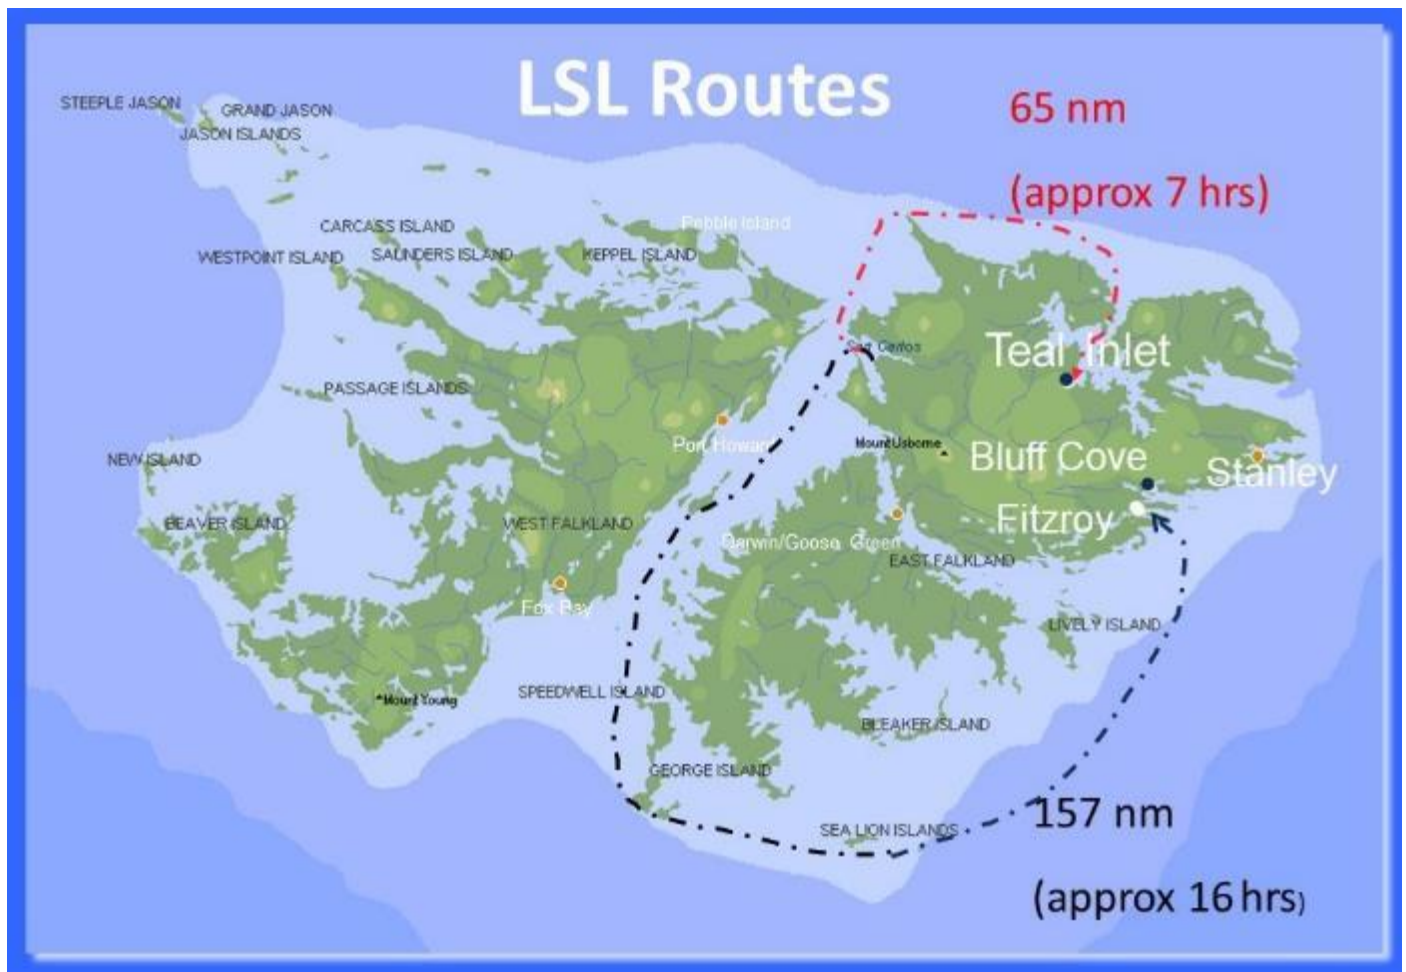 LSL Routes
65 nm
(approx 7 hrs)
STEEPLE JASON
GRAND JASON
JASON ISLANDS
CARCASS ISLAND
Pebble Island
WESTPOINT ISLAND
SAUNDERS ISLAND
KEPPEL ISLAND
San Carlos
Teal Inlet
PASSAGE ISLANDS
Port Howard
Mount Usborne
Bluff Cove
Stanley
NEW ISLAND
BEAVER ISLAND
WEST FALKLAND
Fitzroy
Darwin/Goose Green
EAST FALKLAND
Fox Bay
LIVELY ISLAND
SPEEDWELL ISLAND
Mount Young
BLEAKER ISLAND
GEORGE ISLAND
SEA LION ISLANDS
157 nm
(approx 16 hrs)